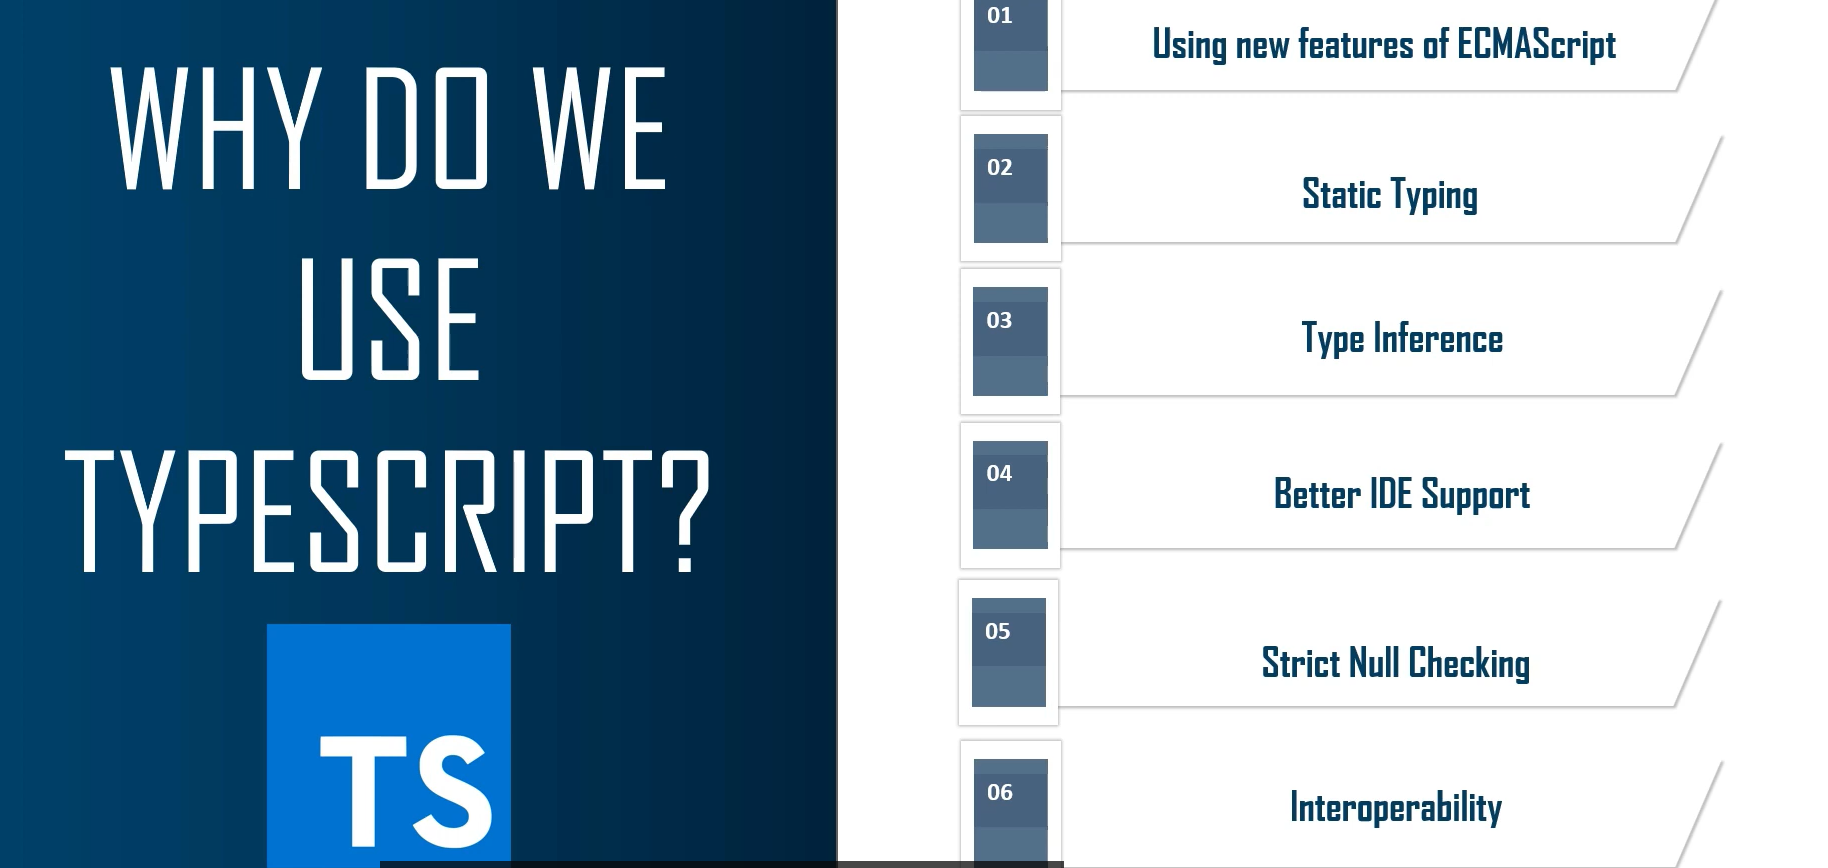 WHY DO WE
USE
TYPESCRIPT?
TS
01
Using new features of ECMAScript
02
Static Typing
03
Type Inference
04
Better IDE Support
05
Strict Null Checking
06
Interoperability